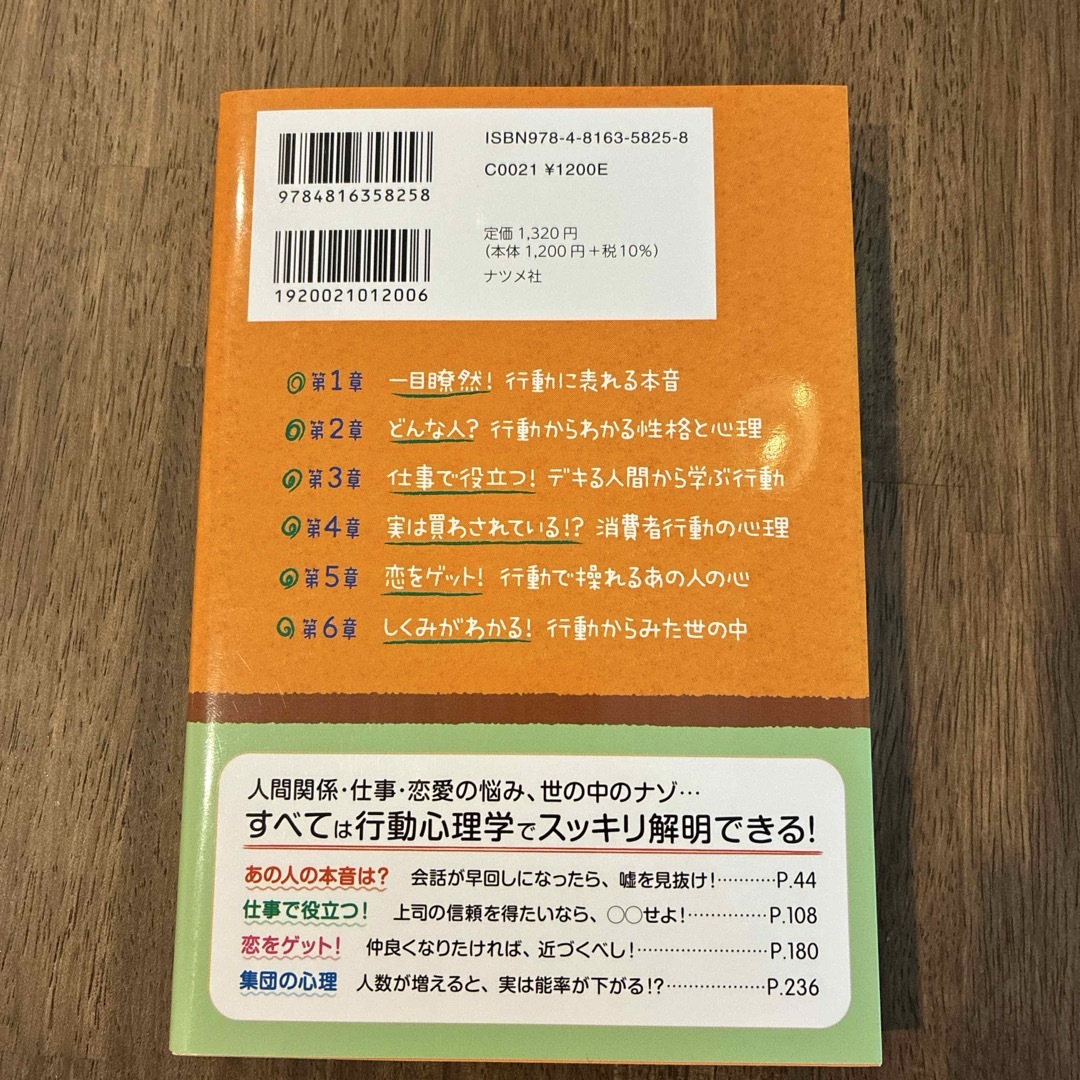 ISBN978-4-8163-5825-8
C0021 ¥1200E
9784816358258
定価1,320円
(本体1,200円+税10%)
ナツメ社
1920021012006
第1章 一目瞭然! 行動に表れる本音
第2章 どんな人? 行動からわかる性格と心理
第3章 仕事で役立つ! デキる人間から学ぶ行動
第4章 実は買わされている!? 消費者行動の心理
第5章 恋をゲット! 行動で操れるあの人の心
第6章 しくみがわかる! 行動からみた世の中
人間関係・仕事・恋愛の悩み、世の中のナゾ…
すべては行動心理学でスッキリ解明できる!
あの人の本音は? 会話が早回しになったら、嘘を見抜け!…………P.44
仕事で役立つ! 上司の信頼を得たいなら、○○せよ!……………P.108
恋をゲット! 仲良くなりたければ、近づくべし!…………………P.180
集団の心理 人数が増えると、実は能率が下がる!?………………P.236